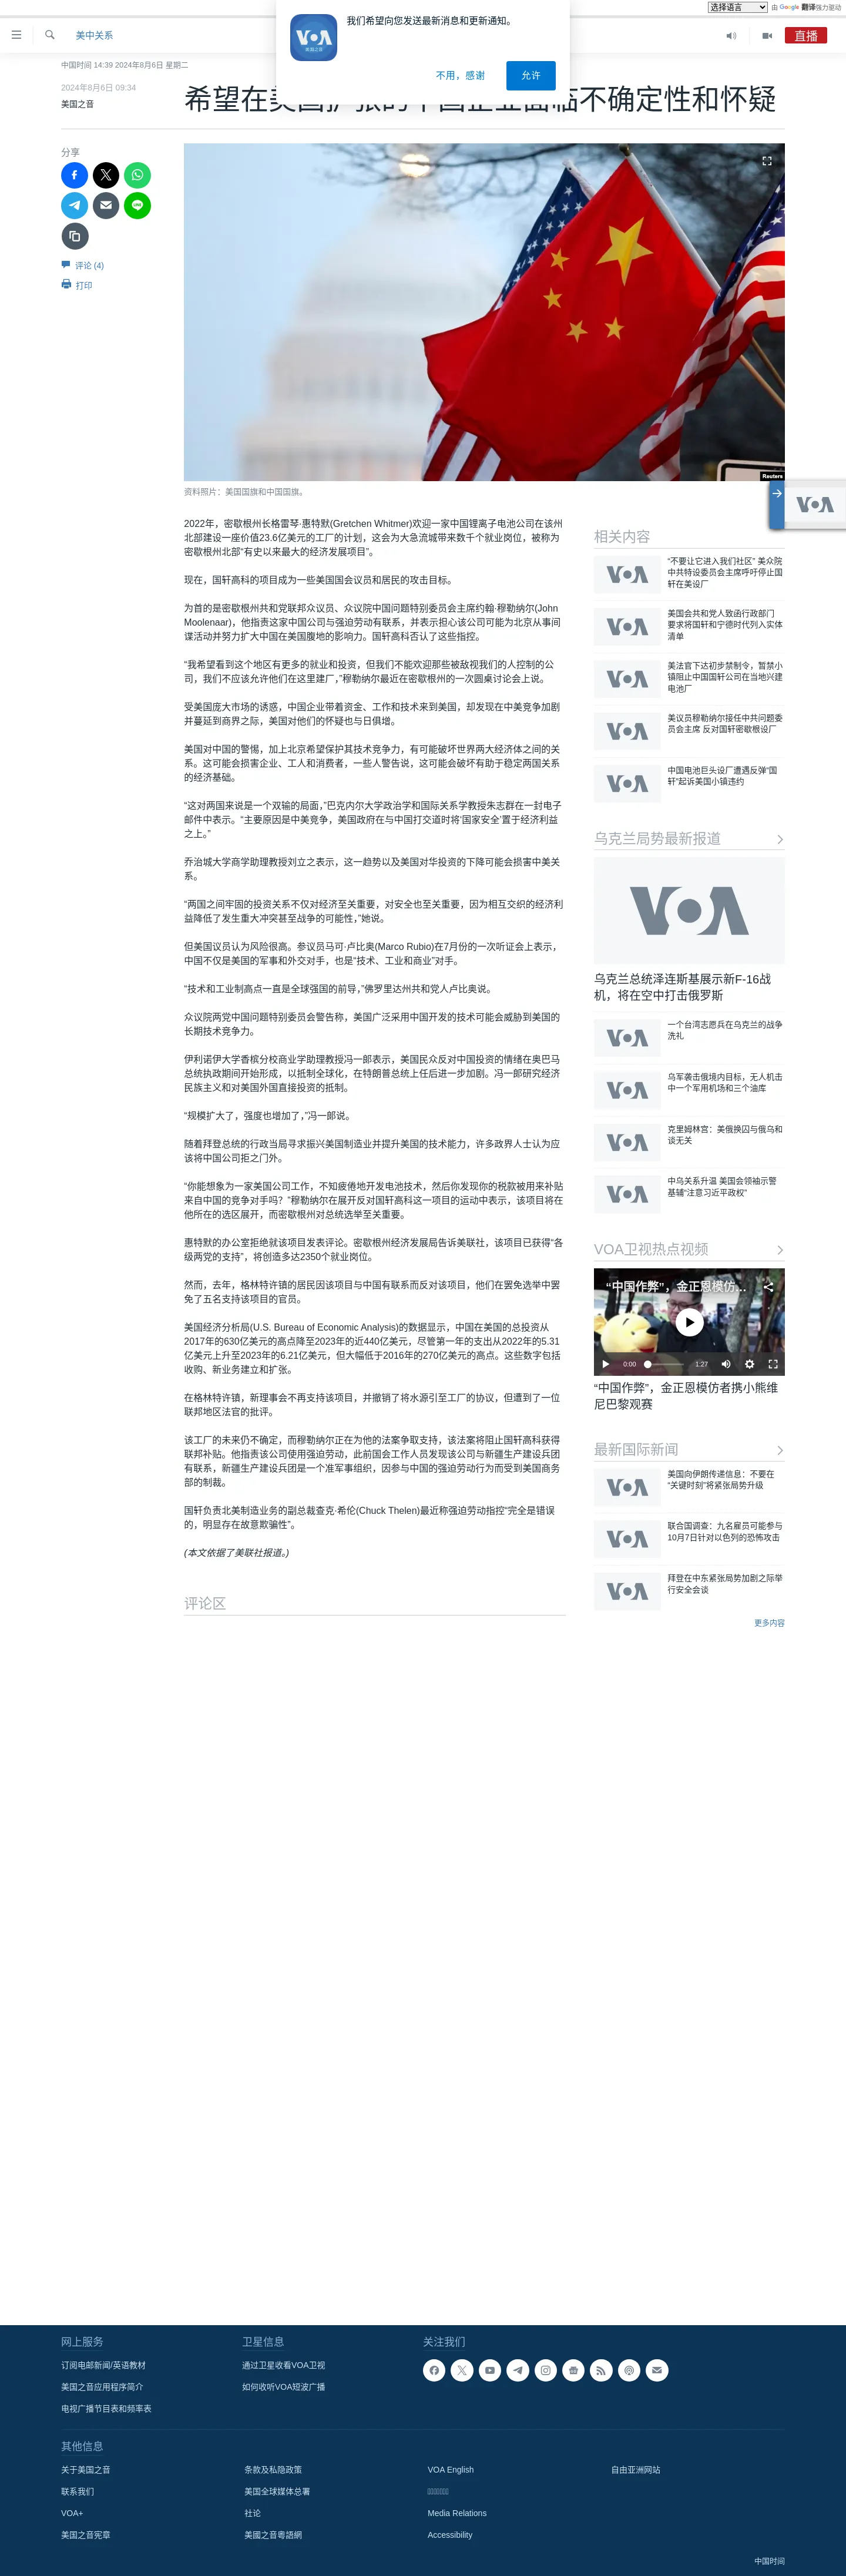 选择语言 由 Google 翻译强力驱动
美中关系
直播
我们希望向您发送最新消息和更新通知。
不用，感谢
允许
中国时间 14:39 2024年8月6日 星期二
2024年8月6日 09:34
美国之音
希望在美国扩张的中国企业面临不确定性和怀疑
分享
评论 (4)
打印
Reuters
资料照片：美国国旗和中国国旗。
2022年，密歇根州长格雷琴·惠特默(Gretchen Whitmer)欢迎一家中国锂离子电池公司在该州
北部建设一座价值23.6亿美元的工厂的计划，这会为大急流城带来数千个就业岗位，被称为
密歇根州北部“有史以来最大的经济发展项目”。
现在，国轩高科的项目成为一些美国国会议员和居民的攻击目标。
为首的是密歇根州共和党联邦众议员、众议院中国问题特别委员会主席约翰·穆勒纳尔(John
Moolenaar)，他指责这家中国公司与强迫劳动有联系，并表示担心该公司可能为北京从事间
谍活动并努力扩大中国在美国腹地的影响力。国轩高科否认了这些指控。
“我希望看到这个地区有更多的就业和投资，但我们不能欢迎那些被敌视我们的人控制的公
司，我们不应该允许他们在这里建厂，”穆勒纳尔最近在密歇根州的一次圆桌讨论会上说。
受美国庞大市场的诱惑，中国企业带着资金、工作和技术来到美国，却发现在中美竞争加剧
并蔓延到商界之际，美国对他们的怀疑也与日俱增。
美国对中国的警惕，加上北京希望保护其技术竞争力，有可能破坏世界两大经济体之间的关
系。这可能会损害企业、工人和消费者，一些人警告说，这可能会破坏有助于稳定两国关系
的经济基础。
“这对两国来说是一个双输的局面，”巴克内尔大学政治学和国际关系学教授朱志群在一封电子
邮件中表示。“主要原因是中美竞争，美国政府在与中国打交道时将‘国家安全’置于经济利益
之上。”
乔治城大学商学助理教授刘立之表示，这一趋势以及美国对华投资的下降可能会损害中美关
系。
“两国之间牢固的投资关系不仅对经济至关重要，对安全也至关重要，因为相互交织的经济利
益降低了发生重大冲突甚至战争的可能性，”她说。
但美国议员认为风险很高。参议员马可·卢比奥(Marco Rubio)在7月份的一次听证会上表示，
中国不仅是美国的军事和外交对手，也是“技术、工业和商业”对手。
“技术和工业制高点一直是全球强国的前导，”佛罗里达州共和党人卢比奥说。
众议院两党中国问题特别委员会警告称，美国广泛采用中国开发的技术可能会威胁到美国的
长期技术竞争力。
伊利诺伊大学香槟分校商业学助理教授冯一郎表示，美国民众反对中国投资的情绪在奥巴马
总统执政期间开始形成，以抵制全球化，在特朗普总统上任后进一步加剧。冯一郎研究经济
民族主义和对美国外国直接投资的抵制。
“规模扩大了，强度也增加了，”冯一郎说。
随着拜登总统的行政当局寻求振兴美国制造业并提升美国的技术能力，许多政界人士认为应
该将中国公司拒之门外。
“你能想象为一家美国公司工作，不知疲倦地开发电池技术，然后你发现你的税款被用来补贴
来自中国的竞争对手吗？”穆勒纳尔在展开反对国轩高科这一项目的运动中表示，该项目将在
他所在的选区展开，而密歇根州对总统选举至关重要。
惠特默的办公室拒绝就该项目发表评论。密歇根州经济发展局告诉美联社，该项目已获得“各
级两党的支持”，将创造多达2350个就业岗位。
然而，去年，格林特许镇的居民因该项目与中国有联系而反对该项目，他们在罢免选举中罢
免了五名支持该项目的官员。
美国经济分析局(U.S. Bureau of Economic Analysis)的数据显示，中国在美国的总投资从
2017年的630亿美元的高点降至2023年的近440亿美元，尽管第一年的支出从2022年的5.31
亿美元上升至2023年的6.21亿美元，但大幅低于2016年的270亿美元的高点。这些数字包括
收购、新业务建立和扩张。
在格林特许镇，新理事会不再支持该项目，并撤销了将水源引至工厂的协议，但遭到了一位
联邦地区法官的批评。
该工厂的未来仍不确定，而穆勒纳尔正在为他的法案争取支持，该法案将阻止国轩高科获得
联邦补贴。他指责该公司使用强迫劳动，此前国会工作人员发现该公司与新疆生产建设兵团
有联系，新疆生产建设兵团是一个准军事组织，因参与中国的强迫劳动行为而受到美国商务
部的制裁。
国轩负责北美制造业务的副总裁查克·希伦(Chuck Thelen)最近称强迫劳动指控“完全是错误
的，明显存在故意欺骗性”。
(本文依据了美联社报道。)
评论区
相关内容
“不要让它进入我们社区” 美众院
中共特设委员会主席呼吁停止国
轩在美设厂
美国会共和党人致函行政部门
要求将国轩和宁德时代列入实体
清单
美法官下达初步禁制令，暂禁小
镇阻止中国国轩公司在当地兴建
电池厂
美议员穆勒纳尔接任中共问题委
员会主席 反对国轩密歇根设厂
中国电池巨头设厂遭遇反弹“国
轩”起诉美国小镇违约
乌克兰局势最新报道
VOA
乌克兰总统泽连斯基展示新F-16战
机，将在空中打击俄罗斯
一个台湾志愿兵在乌克兰的战争
洗礼
乌军袭击俄境内目标，无人机击
中一个军用机场和三个油库
克里姆林宫：美俄换囚与俄乌和
谈无关
中乌关系升温 美国会领袖示警
基辅“注意习近平政权”
VOA卫视热点视频
“中国作弊”，金正恩模仿...
0:00 1:27
“中国作弊”，金正恩模仿者携小熊维
尼巴黎观赛
最新国际新闻
美国向伊朗传递信息：不要在
“关键时刻”将紧张局势升级
联合国调查：九名雇员可能参与
10月7日针对以色列的恐怖攻击
拜登在中东紧张局势加剧之际举
行安全会谈
更多内容
网上服务
订阅电邮新闻/英语教材
美国之音应用程序简介
电视广播节目表和频率表
卫星信息
通过卫星收看VOA卫视
如何收听VOA短波广播
关注我们
其他信息
关于美国之音 条款及私隐政策 VOA English 自由亚洲网站
联系我们 美国全球媒体总署
VOA+ 社论 Media Relations
美国之音宪章 美國之音粵語網 Accessibility
中国时间